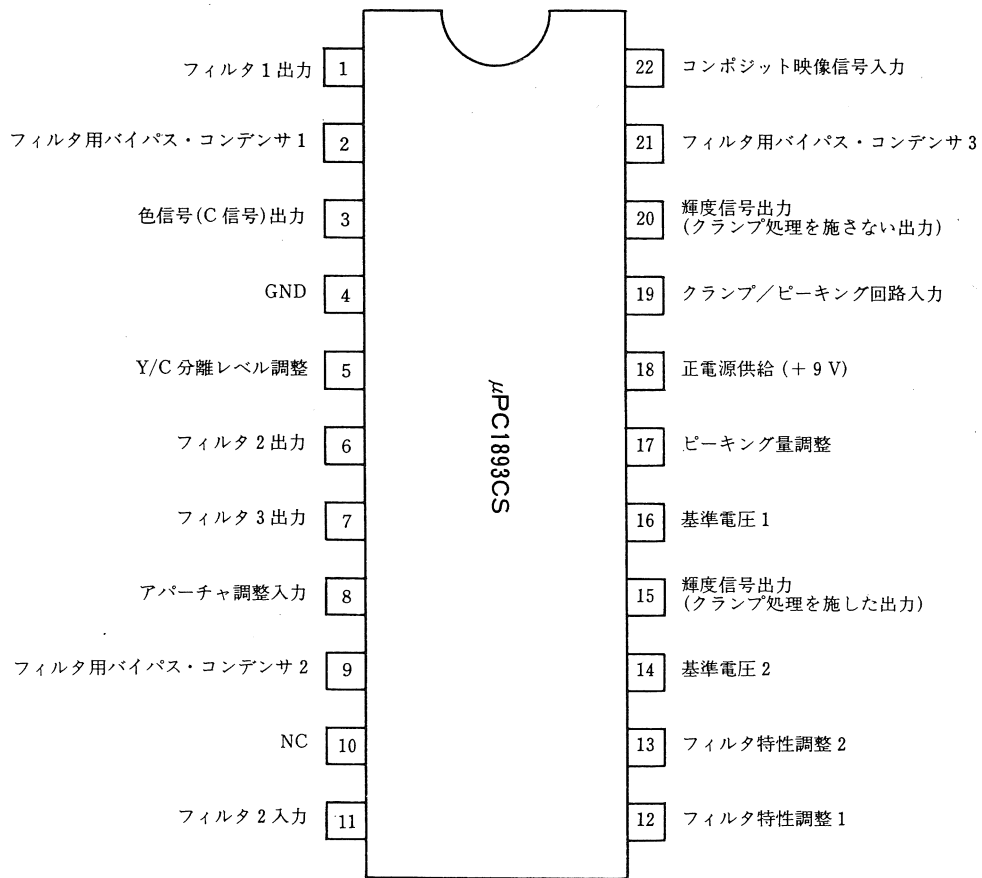 フィルタ 1 出力 1
フィルタ用バイパス・コンデンサ 1 2
色信号(C 信号)出力 3
GND 4
Y/C 分離レベル調整 5
フィルタ 2 出力 6
フィルタ 3 出力 7
アパーチャ調整入力 8
フィルタ用バイパス・コンデンサ 2 9
NC 10
フィルタ 2 入力 11
μPC1893CS
22 コンポジット映像信号入力
21 フィルタ用バイパス・コンデンサ 3
20 輝度信号出力
(クランプ処理を施さない出力)
19 クランプ/ピーキング回路入力
18 正電源供給 (+ 9 V)
17 ピーキング量調整
16 基準電圧 1
15 輝度信号出力
(クランプ処理を施した出力)
14 基準電圧 2
13 フィルタ特性調整 2
12 フィルタ特性調整 1